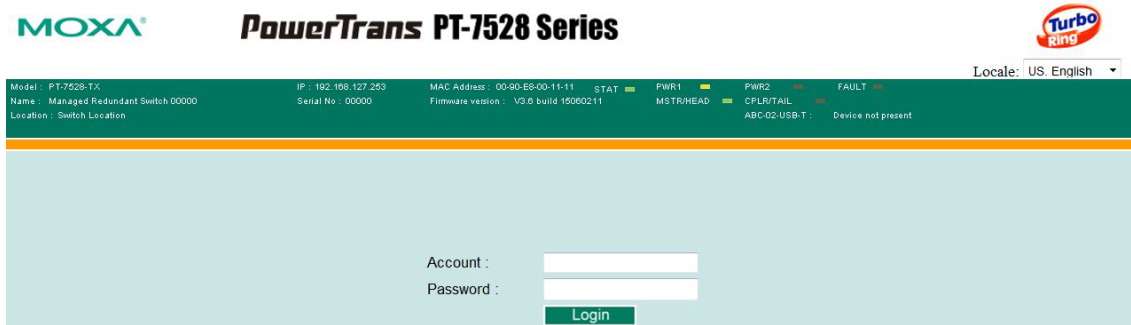 MOXA®
PowerTrans PT-7528 Series
Turbo Ring
Locale: US. English
Model : PT-7528-TX IP : 192.168.127.253 MAC Address : 00-90-E8-00-11-11 STAT PWR1 PWR2 FAULT
Name : Managed Redundant Switch 00000 Serial No : 00000 Firmware version : V3.6 build 15060211 MSTR/HEAD CPLR/TAIL
Location : Switch Location ABC-02-USB-T : Device not present
Account :
Password :
Login